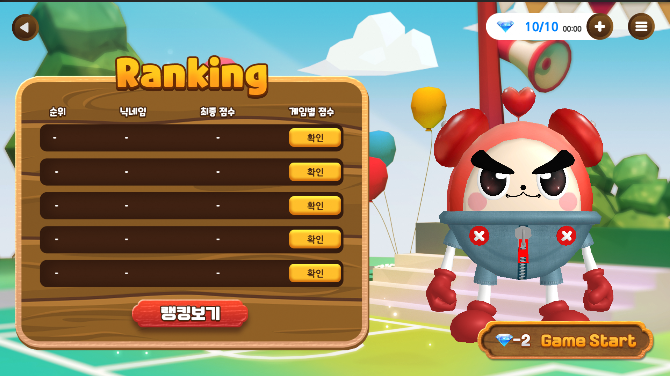 10/10 00:00
Ranking
순위 닉네임 최종 점수 게임별 점수
- - - 확인
- - - 확인
- - - 확인
- - - 확인
- - - 확인
랭킹보기
-2 Game Start